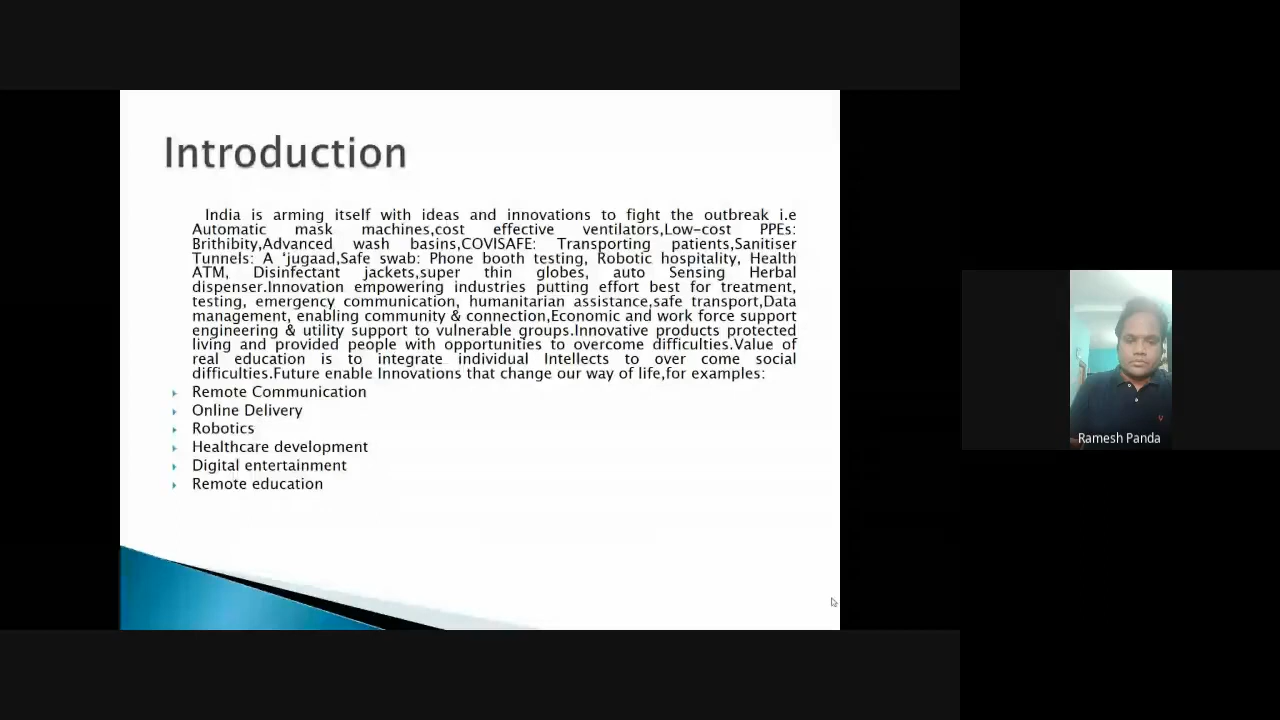 Introduction
India is arming itself with ideas and innovations to fight the outbreak i.e
Automatic mask machines,cost effective ventilators,Low-cost PPEs:
Brithibity,Advanced wash basins,COVISAFE: Transporting patients,Sanitiser
Tunnels: A ‘jugaad,Safe swab: Phone booth testing, Robotic hospitality, Health
ATM, Disinfectant jackets,super thin globes, auto Sensing Herbal
dispenser.Innovation empowering industries putting effort best for treatment,
testing, emergency communication, humanitarian assistance,safe transport,Data
management, enabling community & connection,Economic and work force support
engineering & utility support to vulnerable groups.Innovative products protected
living and provided people with opportunities to overcome difficulties.Value of
real education is to integrate individual Intellects to over come social
difficulties.Future enable Innovations that change our way of life,for examples:
Remote Communication
Online Delivery
Robotics
Healthcare development
Digital entertainment
Remote education
Ramesh Panda